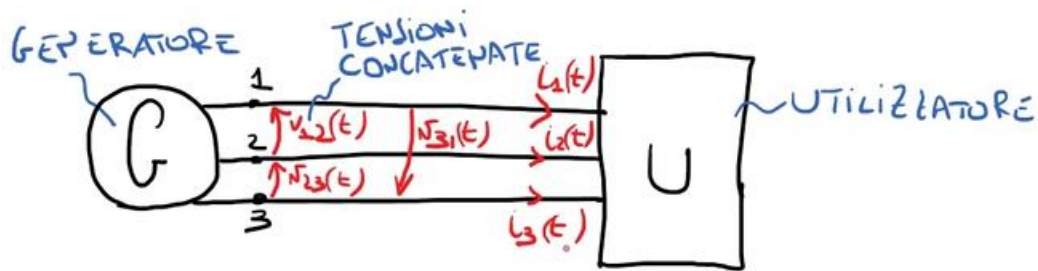 GENERATORE
TENSIONI
CONCATENATE
1
2
3
G
v12(t)
v23(t)
v31(t)
i1(t)
i2(t)
i3(t)
U
UTILIZZATORE